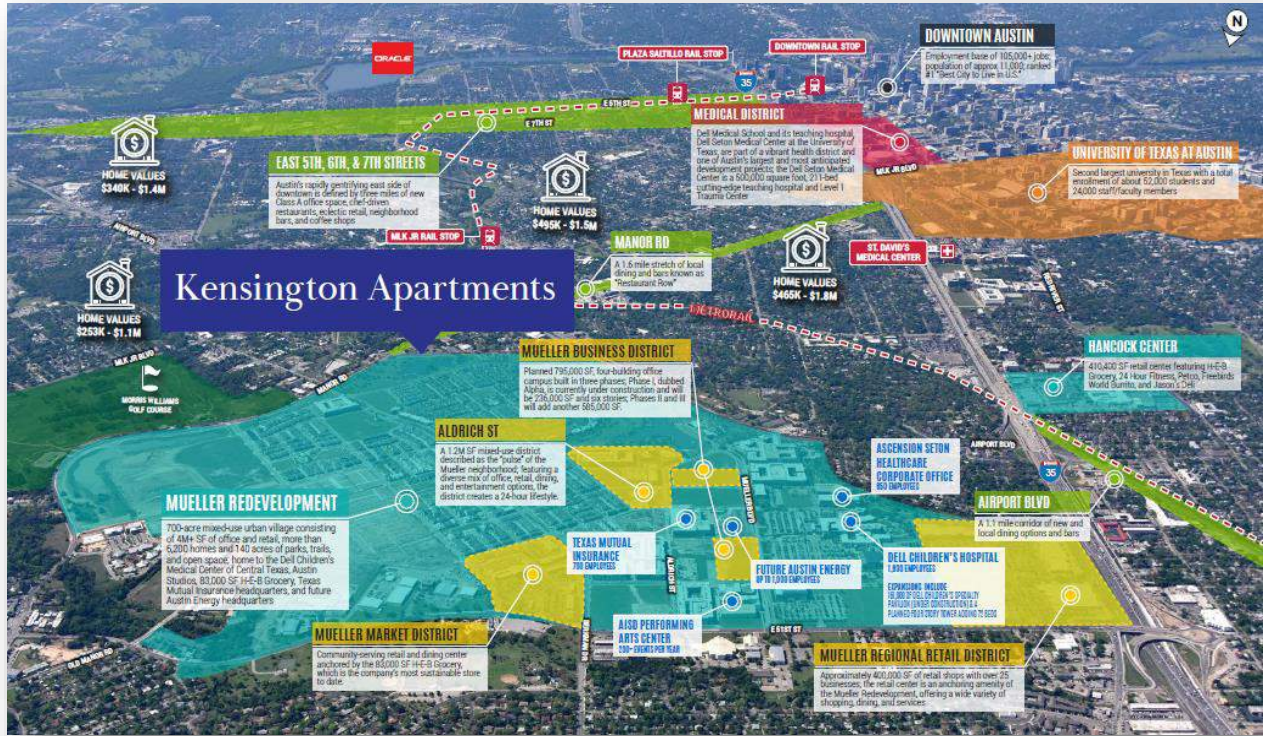 N
ORACLE
PLAZA SALTILLO RAIL STOP
DOWNTOWN RAIL STOP
35
DOWNTOWN AUSTIN
Employment base of 105,000+ jobs;
population of approx 11,000; ranked
#1 "Best City to Live in U.S."
E 5TH ST
E 7TH ST
HOME VALUES
$340K - $1.4M
EAST 5TH, 6TH, & 7TH STREETS
Austin's rapidly gentrifying east side of
downtown is defined by three miles of new
Class A office space, chef-driven
restaurants, eclectic retail, neighborhood
bars, and coffee shops
HOME VALUES
$495K - $1.5M
MEDICAL DISTRICT
Dell Medical School and its teaching hospital,
Dell Seton Medical Center at the University of
Texas, are part of a vibrant health district and
one of Austin's largest and most anticipated
development projects; the Dell Seton Medical
Center is a 500,000 square foot, 211-bed
cutting-edge teaching hospital and Level 1
Trauma Center
MLK JR BLVD
UNIVERSITY OF TEXAS AT AUSTIN
Second largest university in Texas with a total
enrollment of about 52,000 students and
24,000 staff/faculty members
AIRPORT BLVD
MLK JR RAIL STOP
MANOR RD
A 1.6 mile stretch of local
dining and bars known as
"Restaurant Row"
HOME VALUES
$465K - $1.8M
ST. DAVID'S
MEDICAL CENTER
HOME VALUES
$253K - $1.1M
Kensington Apartments
METRORAIL
MLK JR BLVD
MORRIS WILLIAMS
GOLF COURSE
MANOR RD
MUELLER BUSINESS DISTRICT
Planned 795,000 SF, four-building office
campus built in three phases; Phase I, dubbed
Alpha, is currently under construction and will
be 236,000 SF and six stories; Phases II and III
will add another 585,000 SF.
HANCOCK CENTER
410,400 SF retail center featuring H-E-B
Grocery, 24 Hour Fitness, Petco, Freebirds
World Burrito, and Jason's Deli
ALDRICH ST
A 1.2M SF mixed-use district
described as the "pulse" of the
Mueller neighborhood; featuring a
diverse mix of office, retail, dining,
and entertainment options, the
district creates a 24-hour lifestyle.
AIRPORT BLVD
35
ASCENSION SETON
HEALTHCARE
CORPORATE OFFICE
850 EMPLOYEES
MUELLER BLVD
MUELLER REDEVELOPMENT
700-acre mixed-use urban village consisting
of 4M+ SF of office and retail, more than
6,200 homes and 140 acres of parks, trails,
and open space; home to the Dell Children's
Medical Center of Central Texas, Austin
Studios, 83,000 SF H-E-B Grocery, Texas
Mutual Insurance headquarters, and future
Austin Energy headquarters
AIRPORT BLVD
A 1.1 mile corridor of new and
local dining options and bars
TEXAS MUTUAL
INSURANCE
700 EMPLOYEES
ALDRICH ST
FUTURE AUSTIN ENERGY
UP TO 1,000 EMPLOYEES
DELL CHILDREN'S HOSPITAL
EXPANSIONS INCLUDE
AISD PERFORMING
ARTS CENTER
200+ EVENTS PER YEAR
E 51ST ST
OLD MANOR RD
MUELLER MARKET DISTRICT
Community-serving retail and dining center
anchored by the 83,000 SF H-E-B Grocery,
which is the company's most sustainable store
to date.
MUELLER REGIONAL RETAIL DISTRICT
Approximately 400,000 SF of retail shops with over 25
businesses; the retail center is an anchoring amenity of
the Mueller Redevelopment, offering a wide variety of
shopping, dining, and services